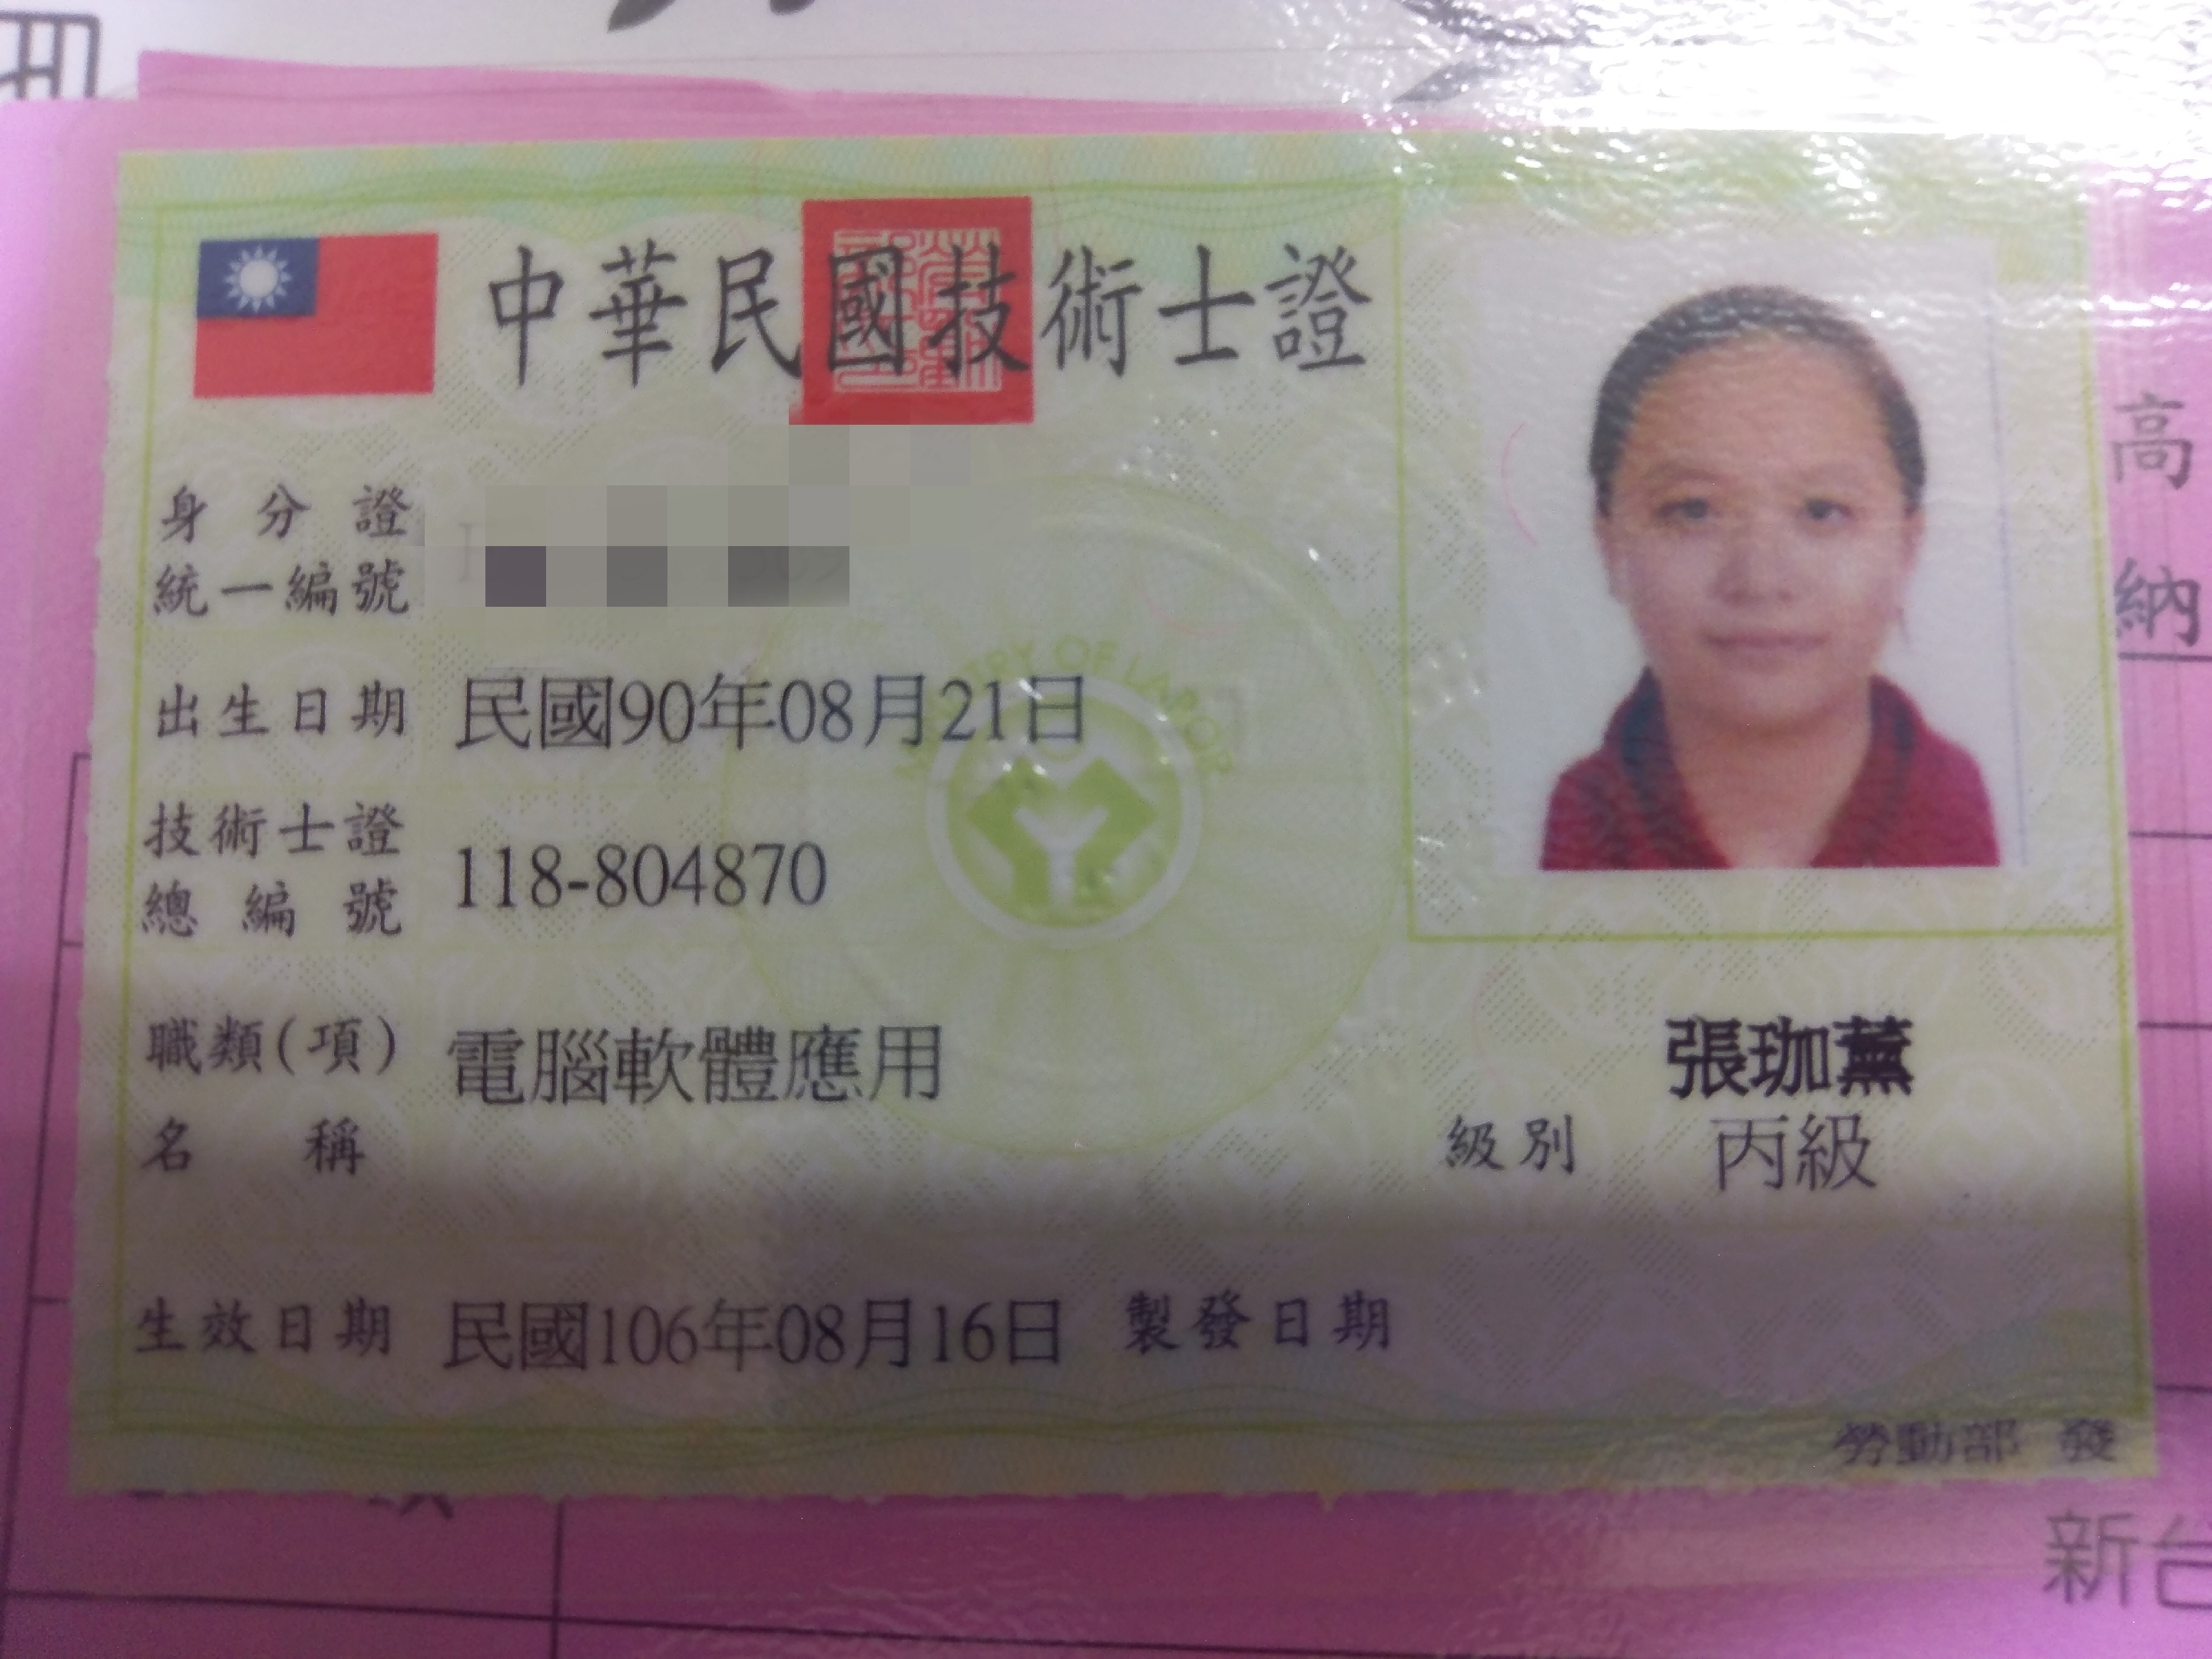 中華民國技術士證
身分證
統一編號
出生日期 民國90年08月21日
技術士證
總編號 118-804870
MINISTRY OF LABOR
職類(項)
名稱 電腦軟體應用
張珈薰
級別 丙級
生效日期 民國106年08月16日 製發日期
勞動部 發
高
納
新台